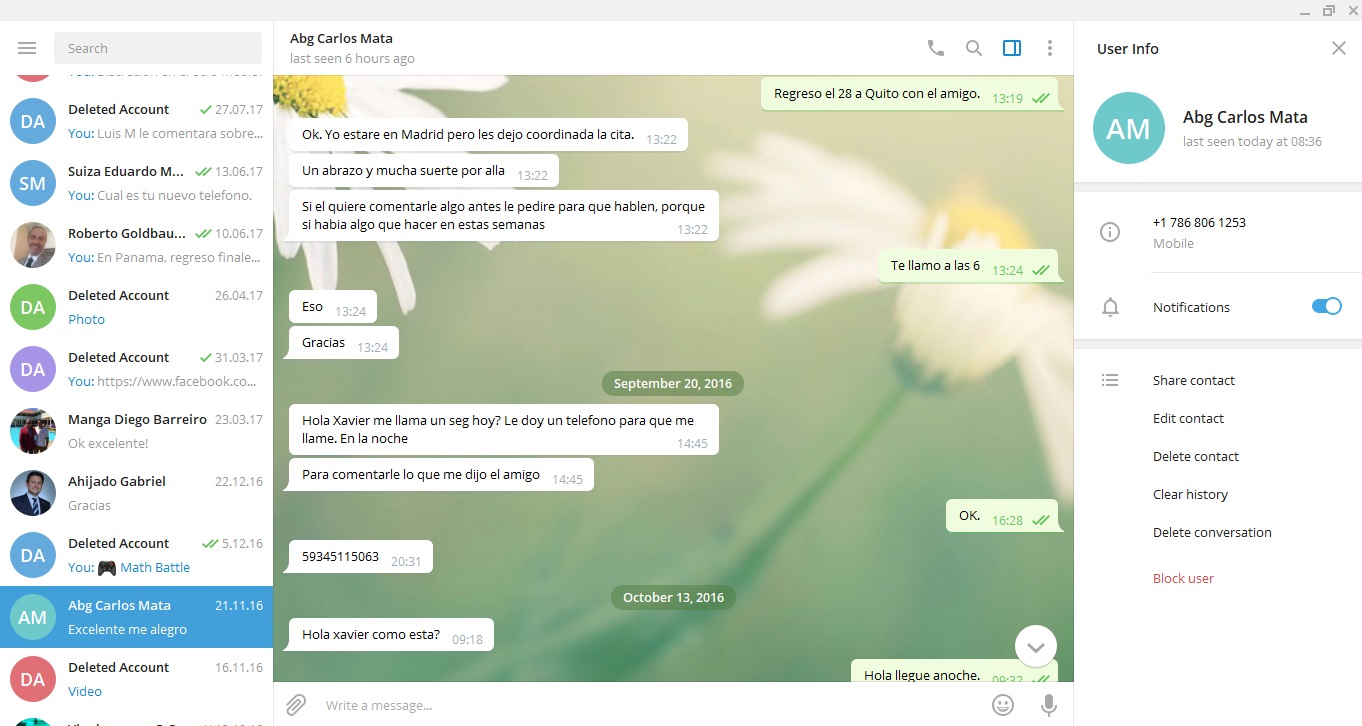 Search
Deleted Account 27.07.17
You: Luis M le comentara sobre...
Suiza Eduardo M... 13.06.17
You: Cual es tu nuevo telefono.
Roberto Goldbau... 10.06.17
You: En Panama, regreso finale...
Deleted Account 26.04.17
Photo
Deleted Account 31.03.17
You: https://www.facebook.co...
Manga Diego Barreiro 23.03.17
Ok excelente!
Ahijado Gabriel 22.12.16
Gracias
Deleted Account 5.12.16
You: 🎮 Math Battle
Abg Carlos Mata 21.11.16
Excelente me alegro
Deleted Account 16.11.16
Video
DA
SM
DA
DA
DA
AM
DA
Abg Carlos Mata
last seen 6 hours ago
Regreso el 28 a Quito con el amigo. 13:19
Ok. Yo estare en Madrid pero les dejo coordinada la cita. 13:22
Un abrazo y mucha suerte por alla 13:22
Si el quiere comentarle algo antes le pedire para que hablen, porque
si habia algo que hacer en estas semanas 13:22
Te llamo a las 6 13:24
Eso 13:24
Gracias 13:24
September 20, 2016
Hola Xavier me llama un seg hoy? Le doy un telefono para que me
llame. En la noche 14:45
Para comentarle lo que me dijo el amigo 14:45
OK. 16:28
59345115063 20:31
October 13, 2016
Hola xavier como esta? 09:18
Hola llegue anoche. 09:32
Write a message...
User Info
AM
Abg Carlos Mata
last seen today at 08:36
+1 786 806 1253
Mobile
Notifications
Share contact
Edit contact
Delete contact
Clear history
Delete conversation
Block user